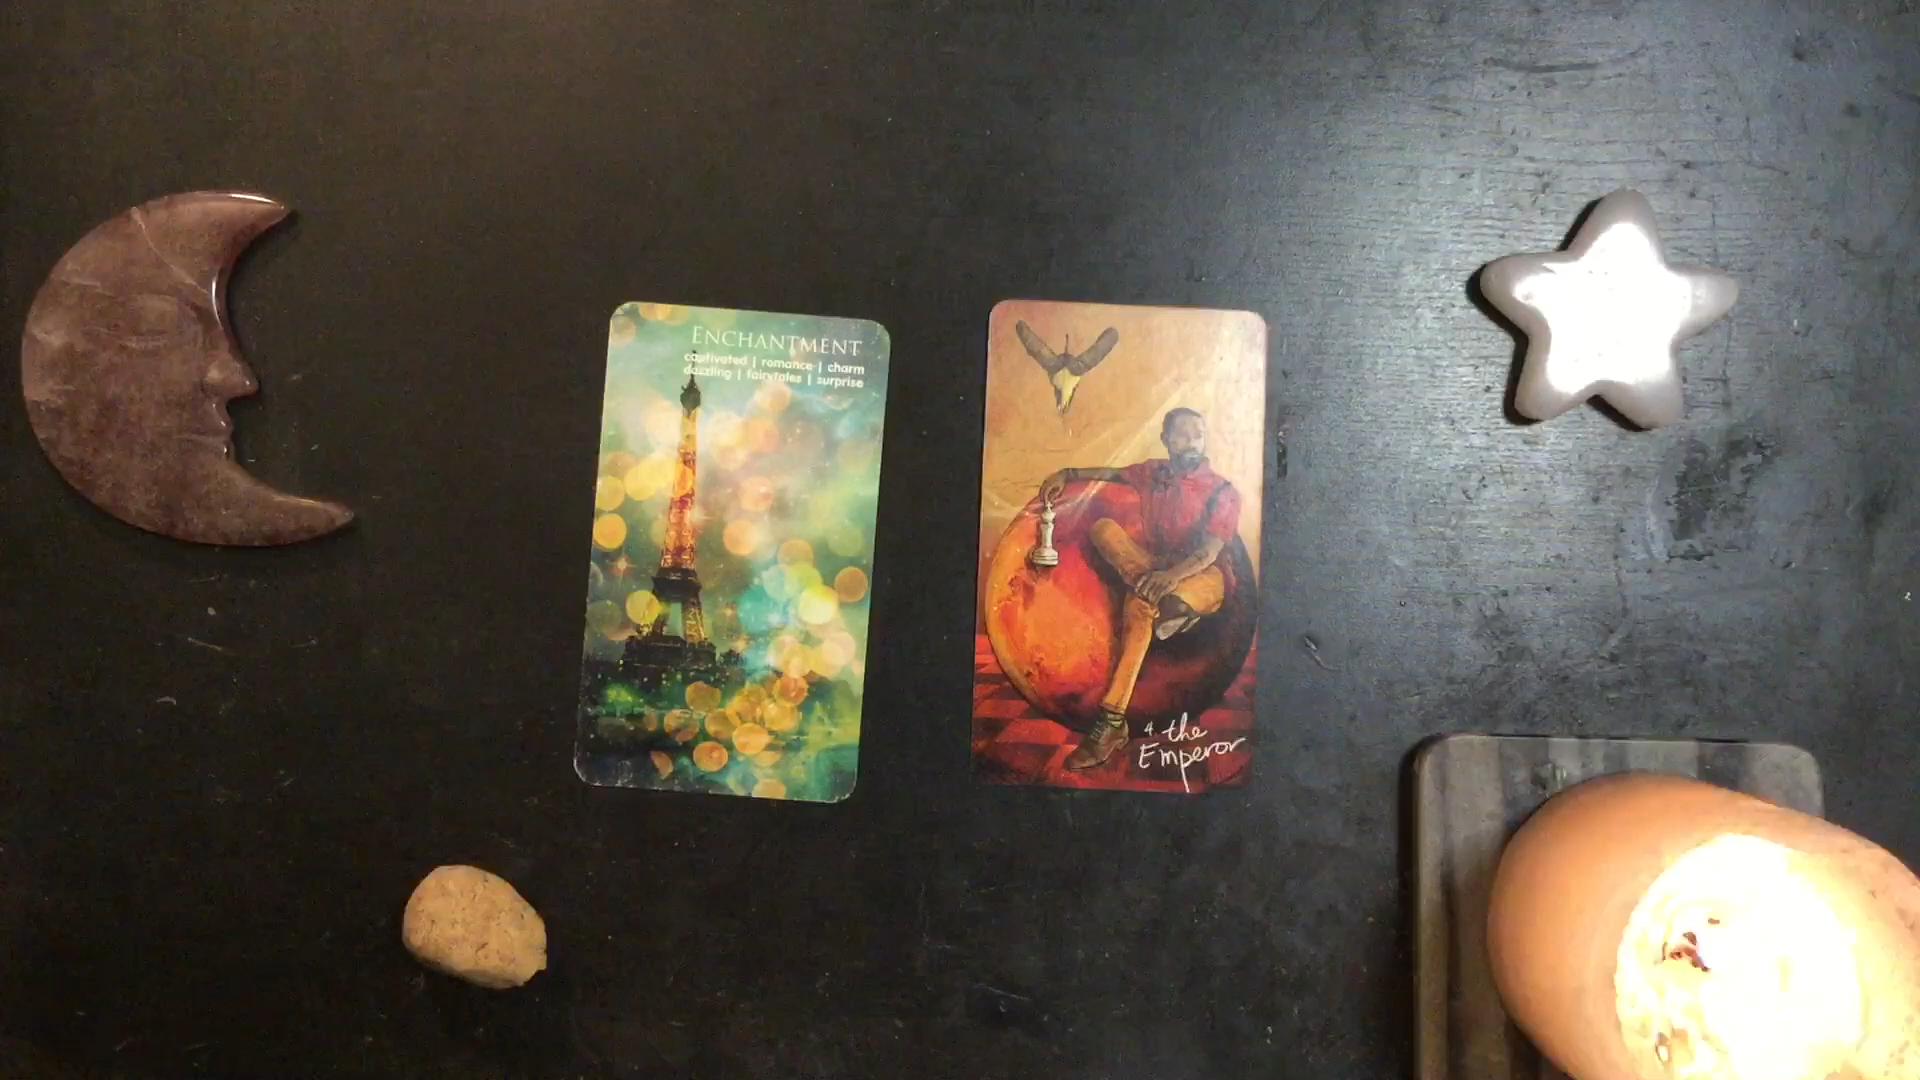 ENCHANTMENT
captivated | romance | charm
dazzling | fairytales | surprise
4 the
Emperor